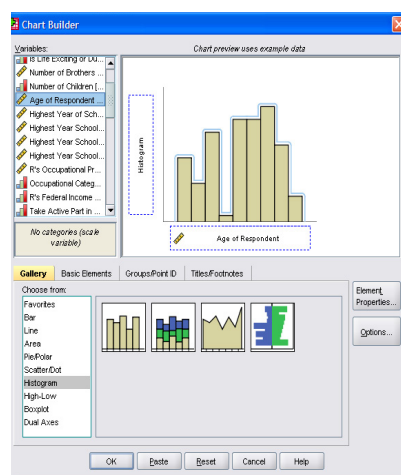 Chart Builder
Variables:
Chart preview uses example data
Is Life Exciting or Du...
Number of Brothers ...
Number of Children [...
Age of Respondent ...
Highest Year of Sch...
Highest Year School...
Highest Year School...
Highest Year School...
R's Occupational Pr...
Occupational Categ...
R's Federal Income ...
Take Active Part in ...
No categories (scale
variable)
Histogram
Age of Respondent
Gallery Basic Elements Groups/Point ID Titles/Footnotes
Choose from:
Favorites
Bar
Line
Area
Pie/Polar
Scatter/Dot
Histogram
High-Low
Boxplot
Dual Axes
Element
Properties...
Options...
OK Paste Reset Cancel Help